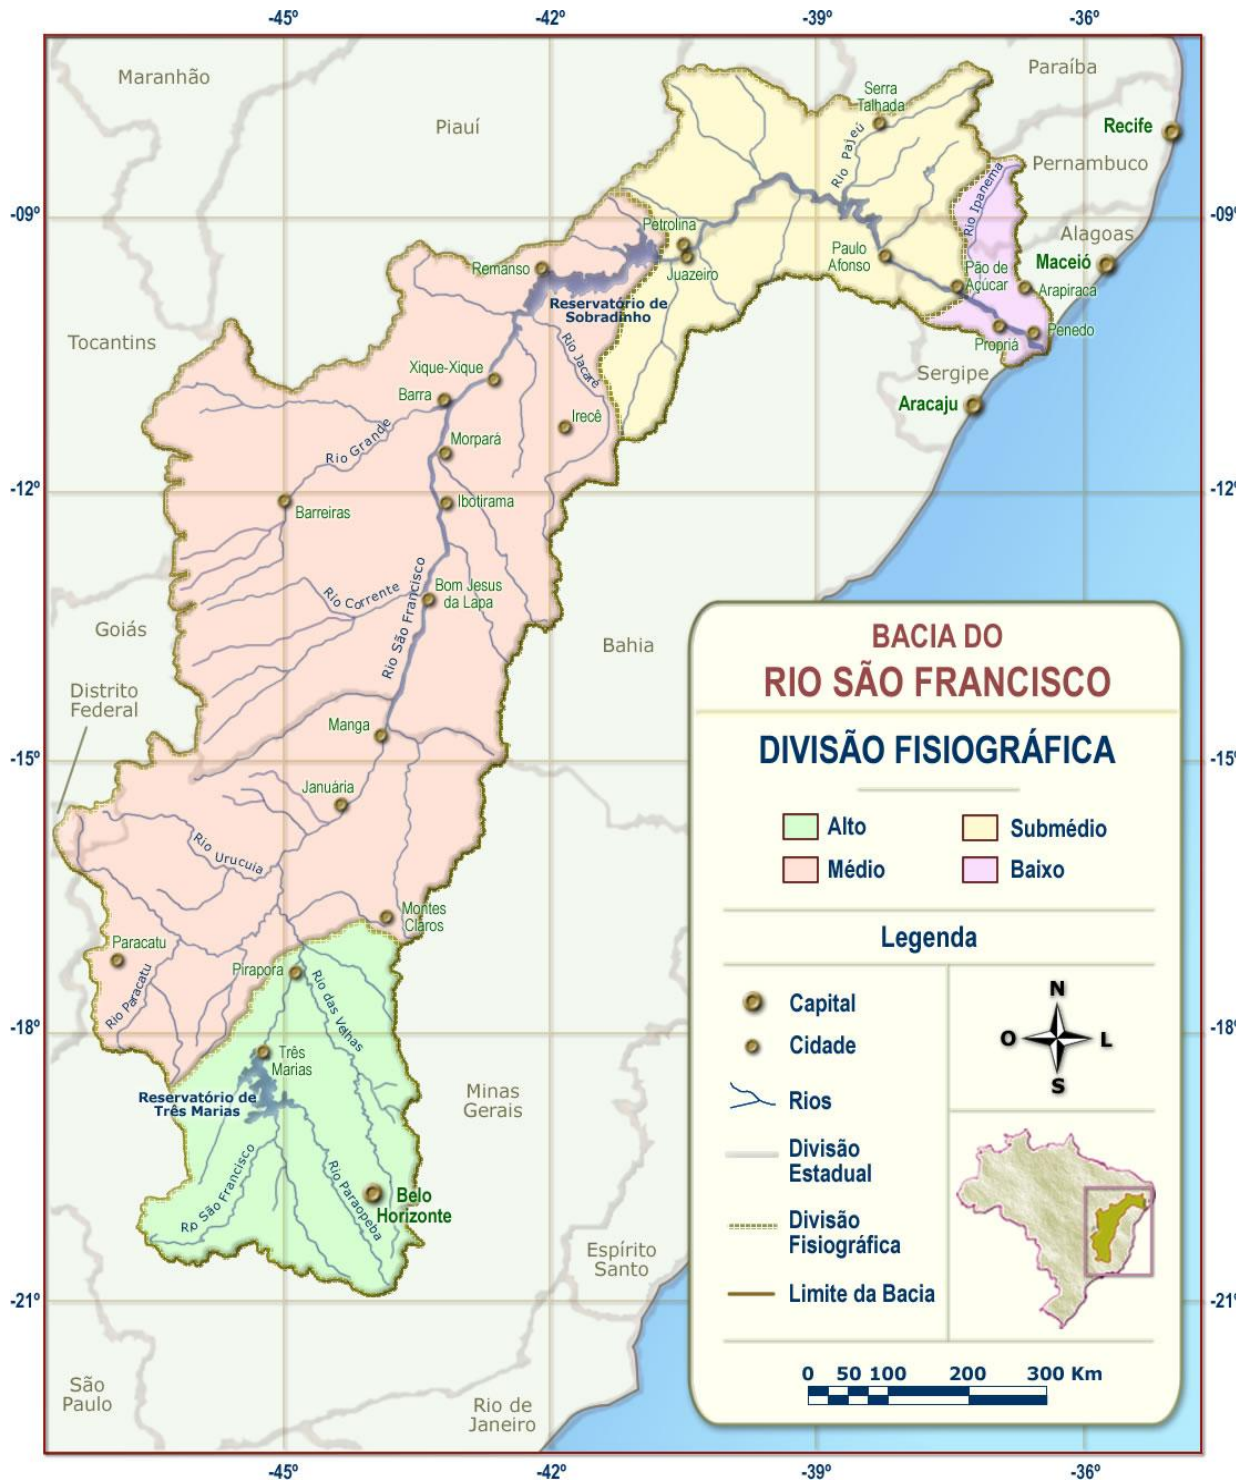 -45º
-42º
-39º
-36º
Maranhão
Piauí
Paraíba
Serra
Talhada
Recife
Rio Pajeú
Pernambuco
Rio Ipanema
-09º
-09º
Petrolina
Alagoas
Maceió
Paulo
Afonso
Remanso
Juazeiro
Pão de
Açúcar
Arapiraca
Reservatório de
Sobradinho
Tocantins
Rio Jacaré
Propriá
Penedo
Xique-Xique
Sergipe
Barra
Aracaju
Irecê
Rio Grande
Morpará
-12º
-12º
Barreiras
Ibotirama
Rio Corrente
Bom Jesus
da Lapa
Rio São Francisco
Goiás
Bahia
Distrito
Federal
Manga
-15º
-15º
Januária
Rio Urucuia
Montes
Claros
Paracatu
Pirapora
Rio Paracatu
Rio das Velhas
-18º
-18º
Três
Marias
Reservatório de
Três Marias
Minas
Gerais
Rio São Francisco
Rio Paraopeba
Belo
Horizonte
Espírito
Santo
-21º
-21º
São
Paulo
Rio de
Janeiro
-45º
-42º
-39º
-36º
BACIA DO
RIO SÃO FRANCISCO
DIVISÃO FISIOGRÁFICA
Alto
Submédio
Médio
Baixo
Legenda
Capital
Cidade
Rios
Divisão
Estadual
Divisão
Fisiográfica
Limite da Bacia
N
O
L
S
0 50 100 200 300 Km